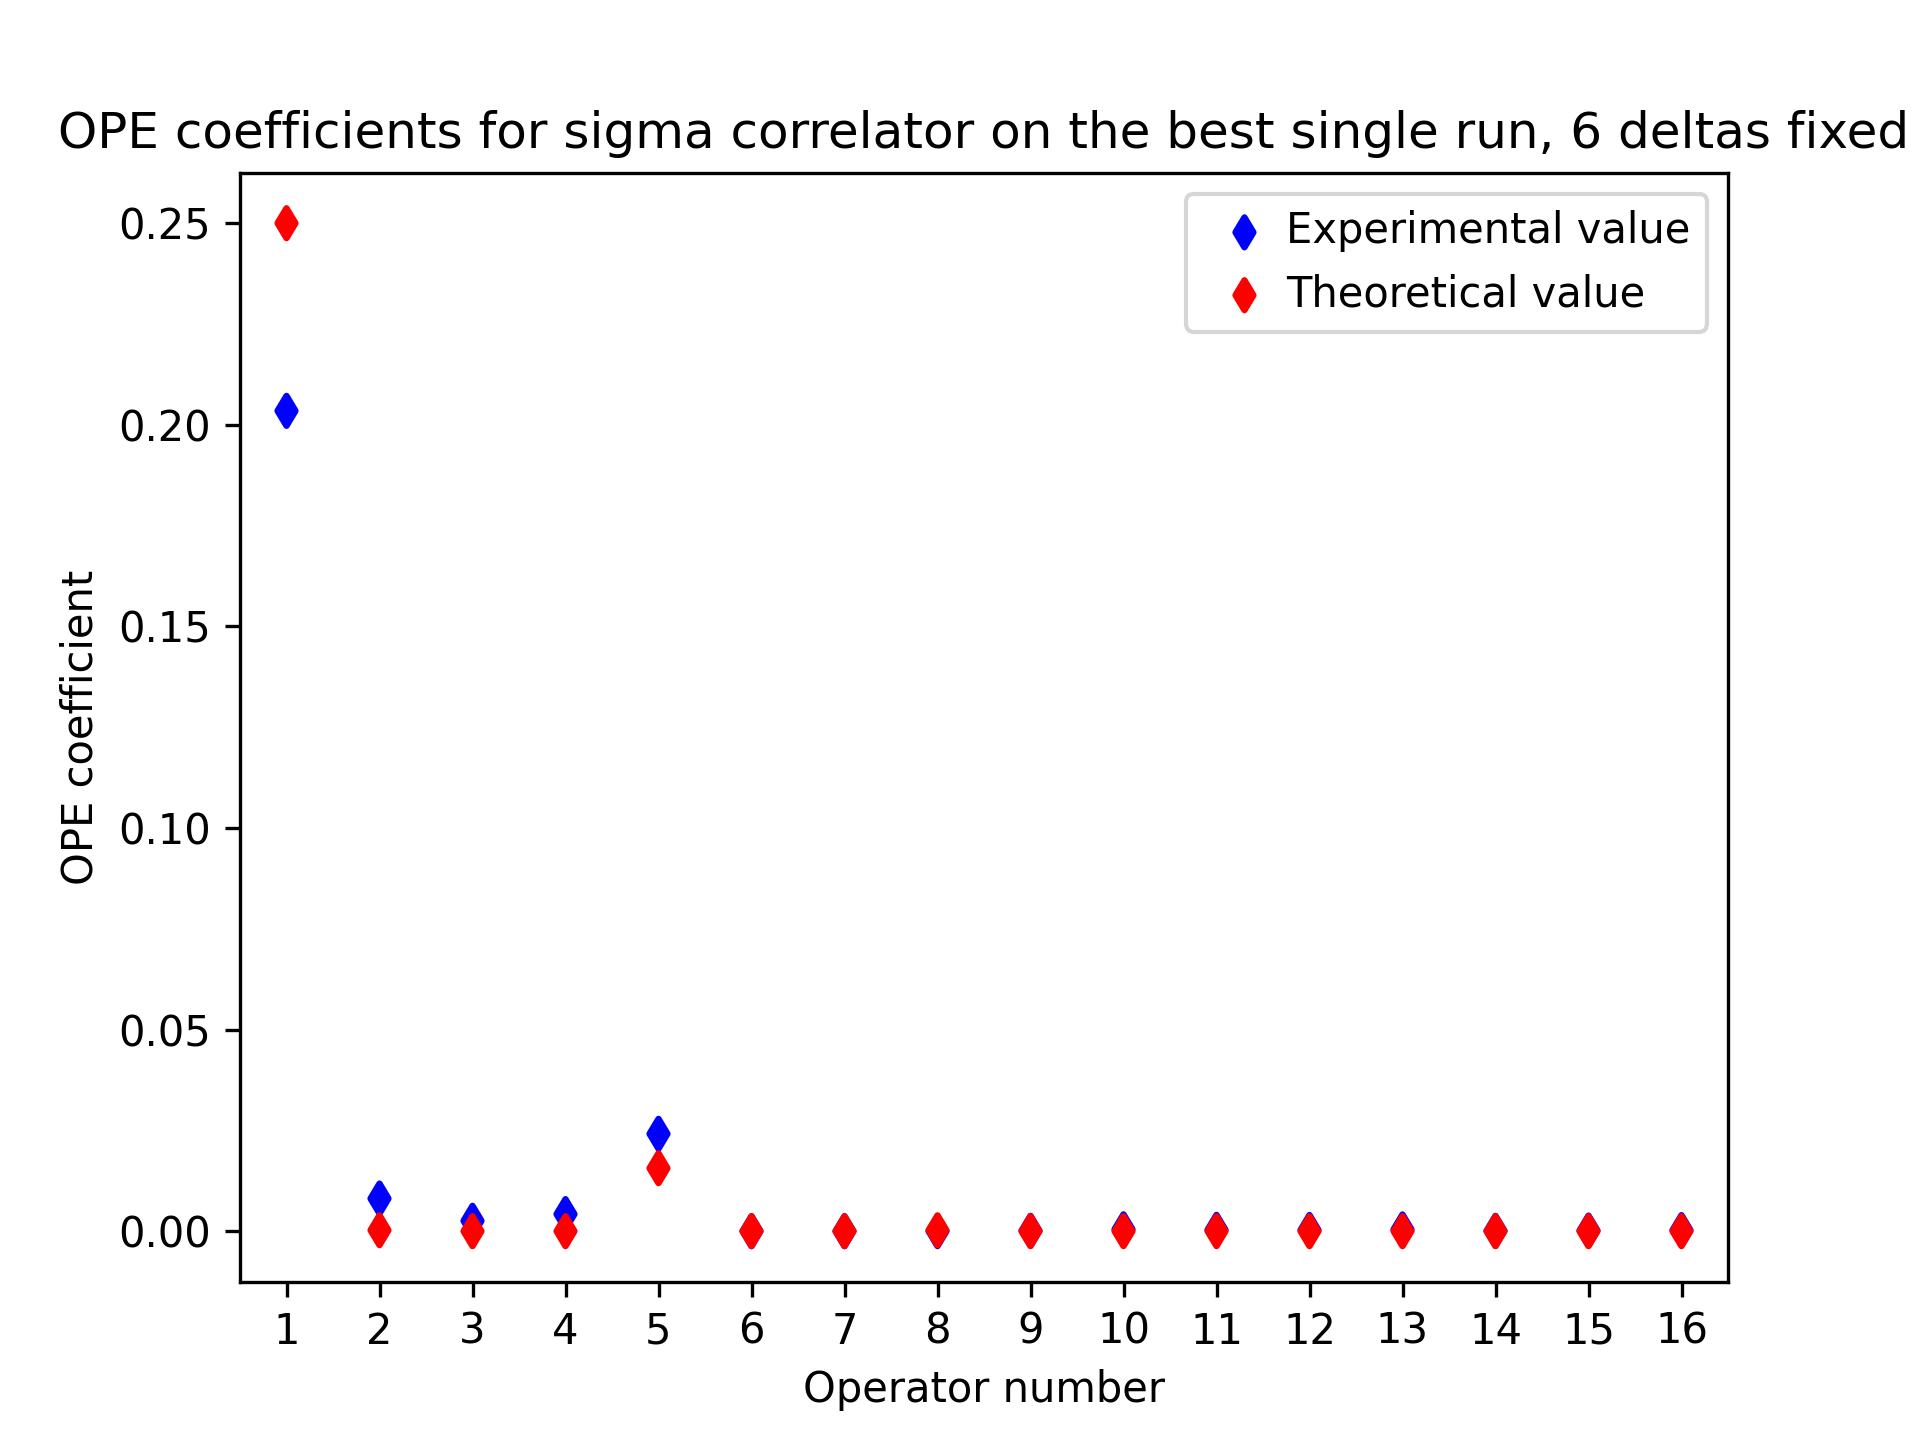 OPE coefficients for sigma correlator on the best single run, 6 deltas fixed
Experimental value
Theoretical value
0.25
0.20
0.15
0.10
0.05
0.00
OPE coefficient
1 2 3 4 5 6 7 8 9 10 11 12 13 14 15 16
Operator number